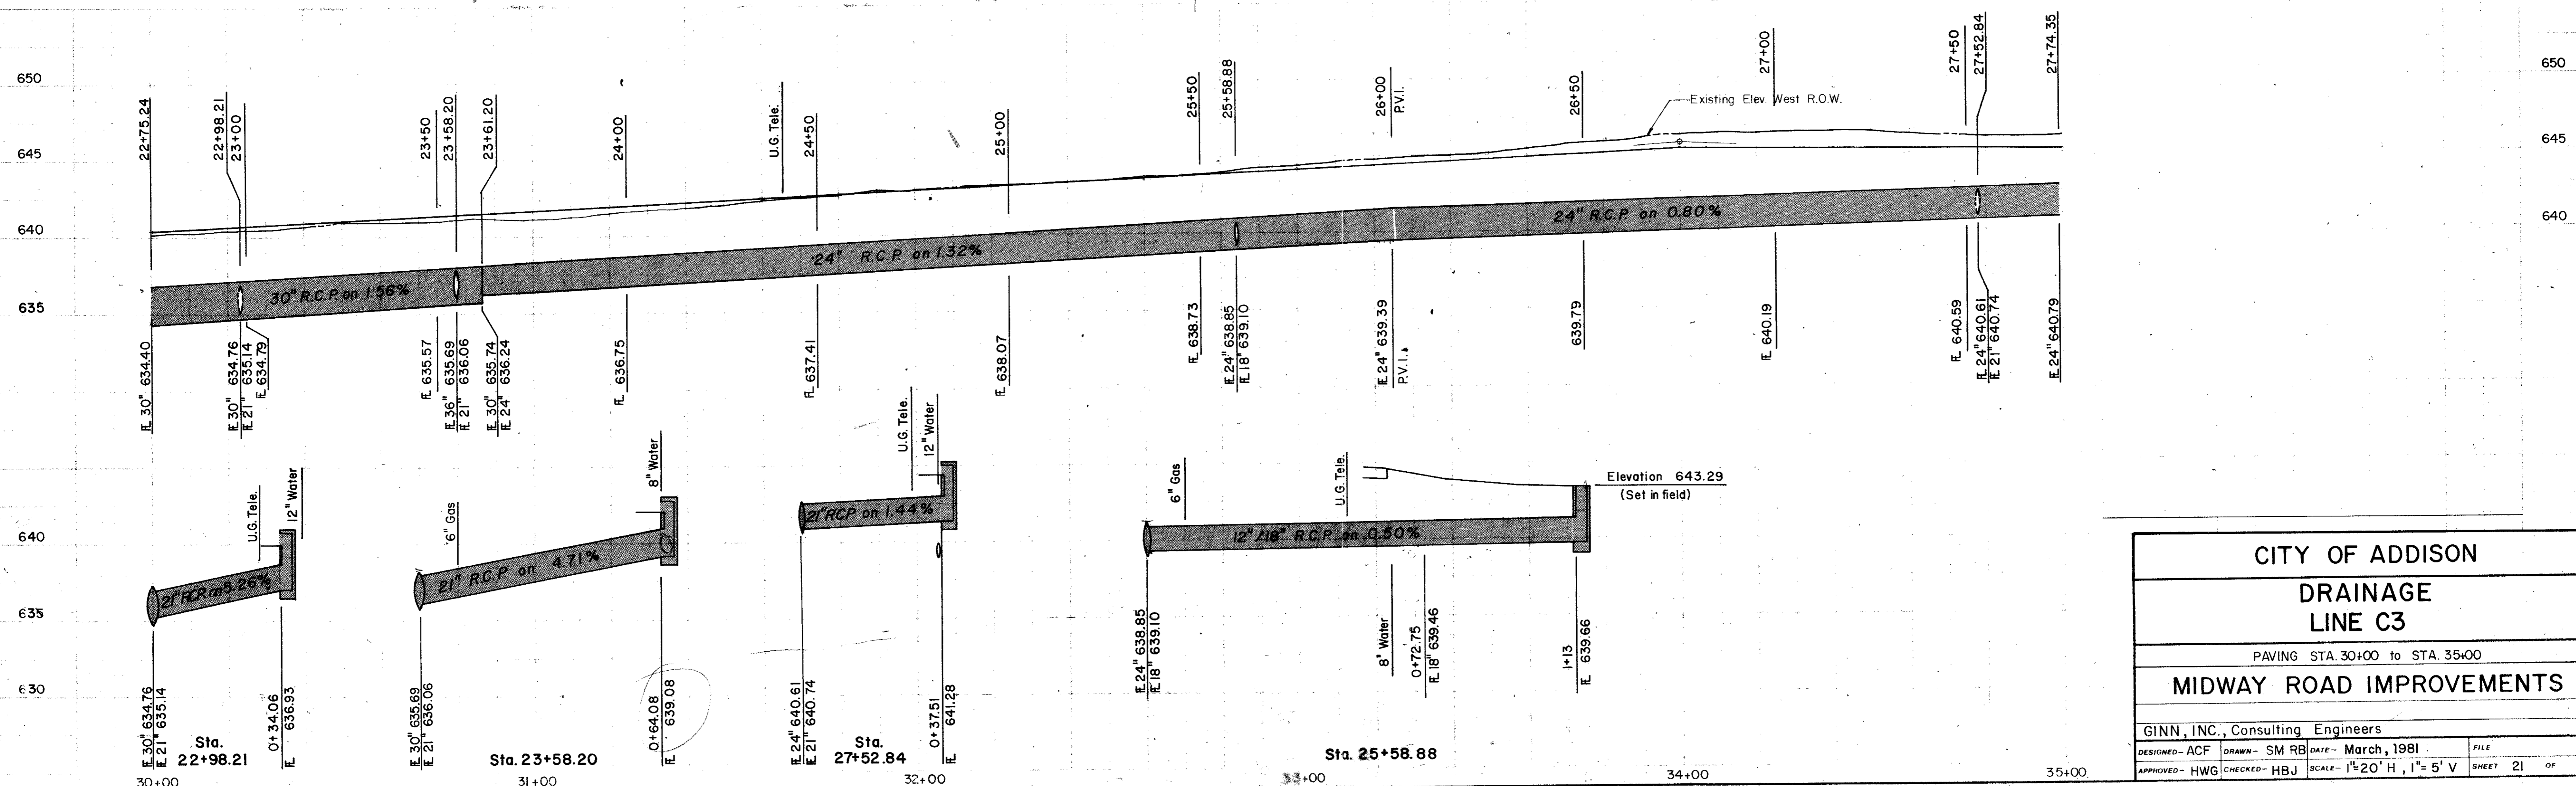 650
645
640
635
650
645
640
22+75.24
22+98.21
23+00
23+50
23+58.20
23+61.20
24+00
U.G. Tele.
24+50
25+00
25+50
25+58.88
26+00
P.V.I.
26+50
27+00
27+50
27+52.84
27+74.35
Existing Elev. West R.O.W.
30" R.C.P. on 1.56%
24" R.C.P. on 1.32%
24" R.C.P. on 0.80%
FL 30" 634.40
FL 30" 634.76
FL 21" 635.14
FL 634.79
FL 635.57
FL 36" 635.69
FL 21" 636.06
FL 30" 635.74
FL 24" 636.24
FL 636.75
FL 637.41
FL 638.07
FL 638.73
FL 24" 638.85
FL 18" 639.10
FL 24" 639.39
P.V.I.
639.79
FL 640.19
FL 640.59
FL 24" 640.61
FL 21" 640.74
FL 24" 640.79
640
635
630
U.G. Tele.
12" Water
21" RCP on 5.26%
FL 30" 634.76
FL 21" 635.14
0+34.06
FL 636.93
Sta.
22+98.21
6" Gas
8" Water
21" R.C.P. on 4.71%
FL 30" 635.69
FL 21" 636.06
0+64.08
FL 639.08
Sta. 23+58.20
U.G. Tele.
12" Water
21" RCP on 1.44%
FL 24" 640.61
FL 21" 640.74
0+37.51
FL 641.28
Sta.
27+52.84
6" Gas
U.G. Tele.
Elevation 643.29
(Set in field)
12"/18" R.C.P. on 0.50%
FL 24" 638.85
FL 18" 639.10
8" Water
0+72.75
FL 18" 639.46
1+13
FL 639.66
Sta. 25+58.88
30+00
31+00
32+00
33+00
34+00
35+00
CITY OF ADDISON
DRAINAGE
LINE C3
PAVING STA. 30+00 to STA. 35+00
MIDWAY ROAD IMPROVEMENTS
GINN, INC., Consulting Engineers
DESIGNED- ACF DRAWN- SM RB DATE- March, 1981 FILE
APPROVED- HWG CHECKED- HBJ SCALE- 1"=20' H, 1"=5' V SHEET 21 OF